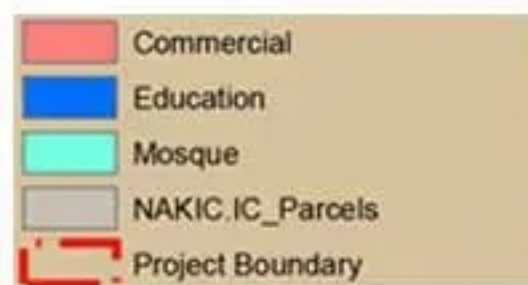 Commercial
Education
Mosque
NAKIC.IC_Parcels
Project Boundary